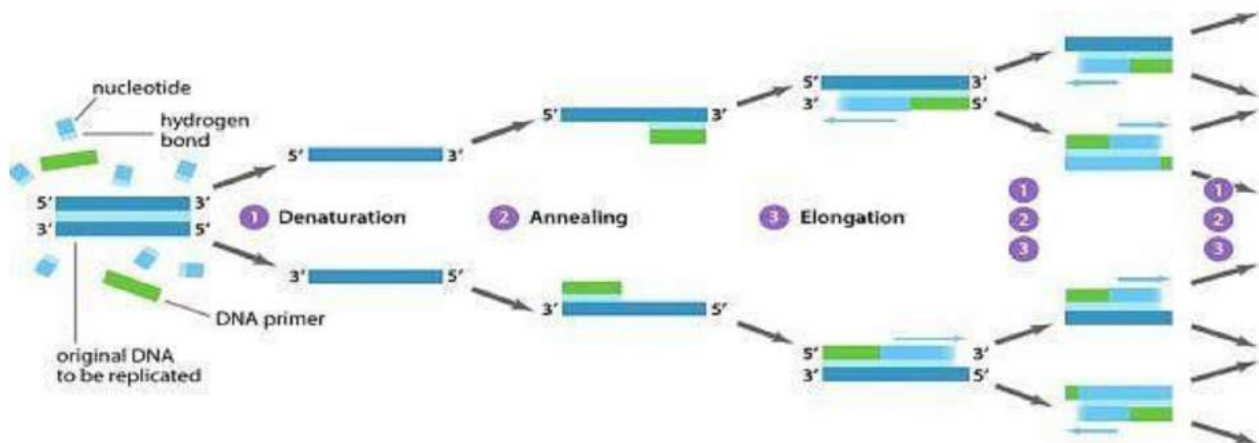 nucleotide
hydrogen
bond
5′ 3′
3′ 5′
DNA primer
original DNA
to be replicated
5′ 3′
1 Denaturation
3′ 5′
5′ 3′
2 Annealing
3′ 5′
5′ 3′
3′ 5′
3 Elongation
5′ 3′
3′ 5′
1
2
3
1
2
3